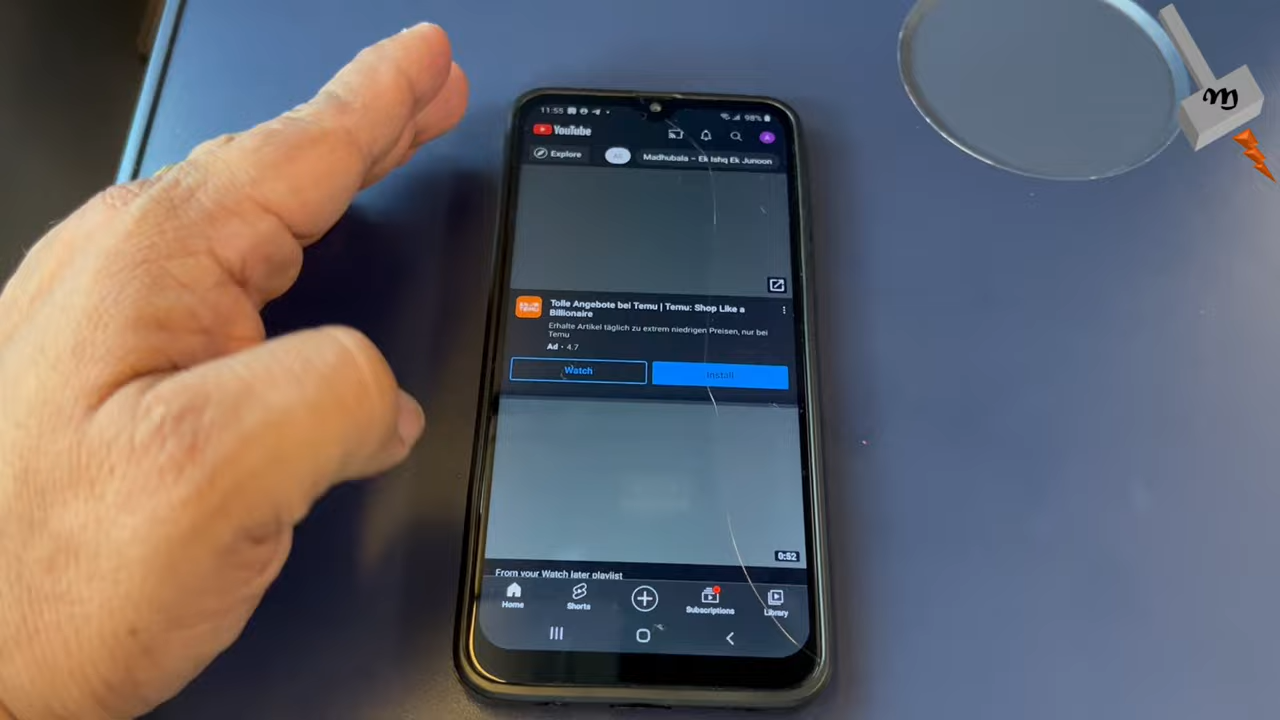 11:55
98%
YouTube
Explore
All
Madhubala – Ek Ishq Ek Junoon
Tolle Angebote bei Temu | Temu: Shop Like a
Billionaire
Erhalte Artikel täglich zu extrem niedrigen Preisen, nur bei
Temu
Ad · 4.7
Watch
Install
0:52
From your Watch later playlist
Home
Shorts
Subscriptions
Library
m